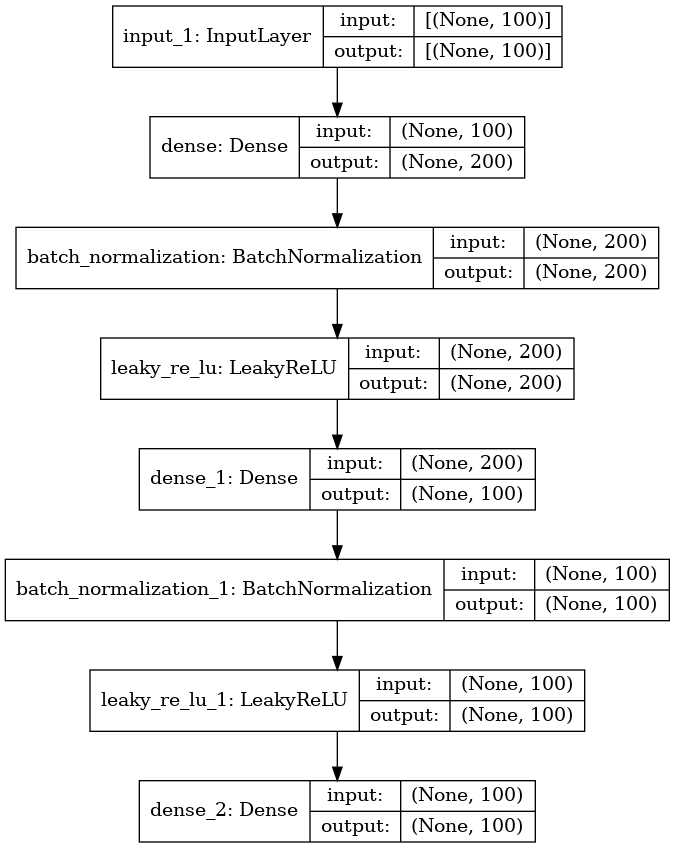 input_1: InputLayer
input:
[(None, 100)]
output:
[(None, 100)]
dense: Dense
input:
(None, 100)
output:
(None, 200)
batch_normalization: BatchNormalization
input:
(None, 200)
output:
(None, 200)
leaky_re_lu: LeakyReLU
input:
(None, 200)
output:
(None, 200)
dense_1: Dense
input:
(None, 200)
output:
(None, 100)
batch_normalization_1: BatchNormalization
input:
(None, 100)
output:
(None, 100)
leaky_re_lu_1: LeakyReLU
input:
(None, 100)
output:
(None, 100)
dense_2: Dense
input:
(None, 100)
output:
(None, 100)